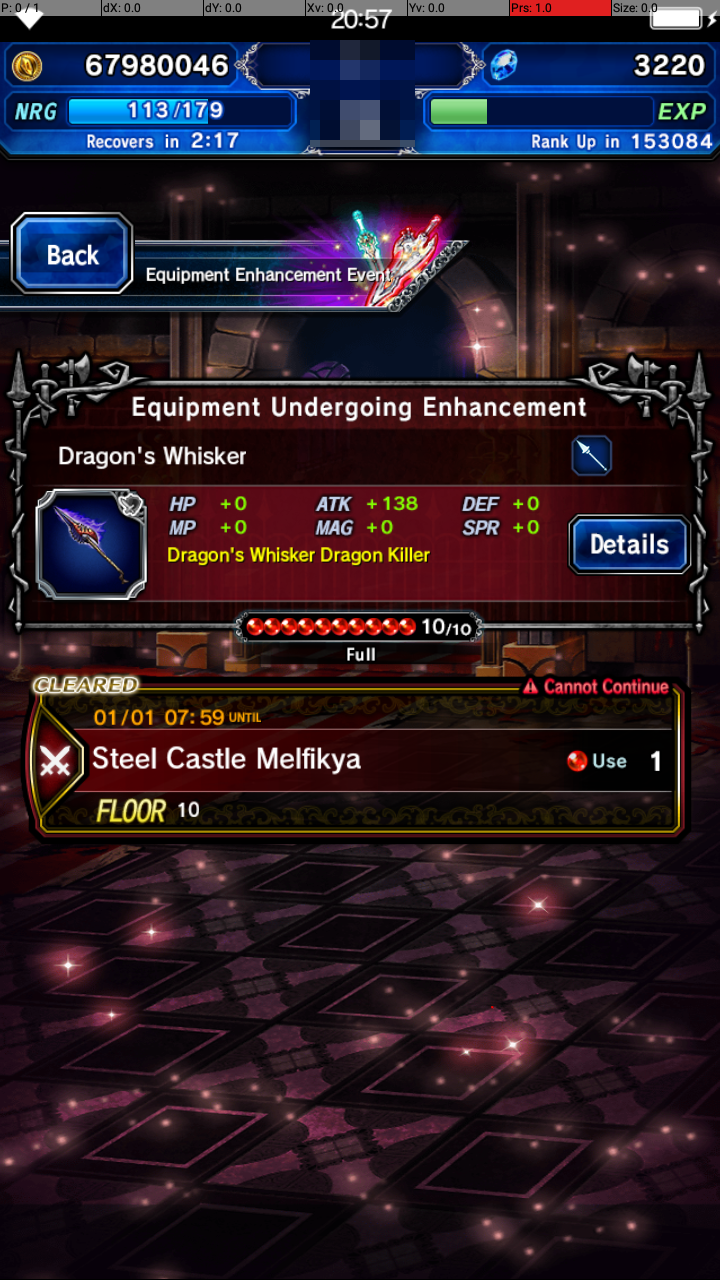 P: 0 / 1 dX: 0.0 dY: 0.0 Xv: 0.0 Yv: 0.0 Prs: 1.0 Size: 0.0
20:57
67980046 3220
NRG 113/179 EXP
Recovers in 2:17 Rank Up in 153084
Back
Equipment Enhancement Event
Equipment Undergoing Enhancement
Dragon's Whisker
HP +0 ATK +138 DEF +0
MP +0 MAG +0 SPR +0
Dragon's Whisker Dragon Killer
Details
10/10
Full
CLEARED Cannot Continue
01/01 07:59 UNTIL
Steel Castle Melfikya Use 1
FLOOR 10